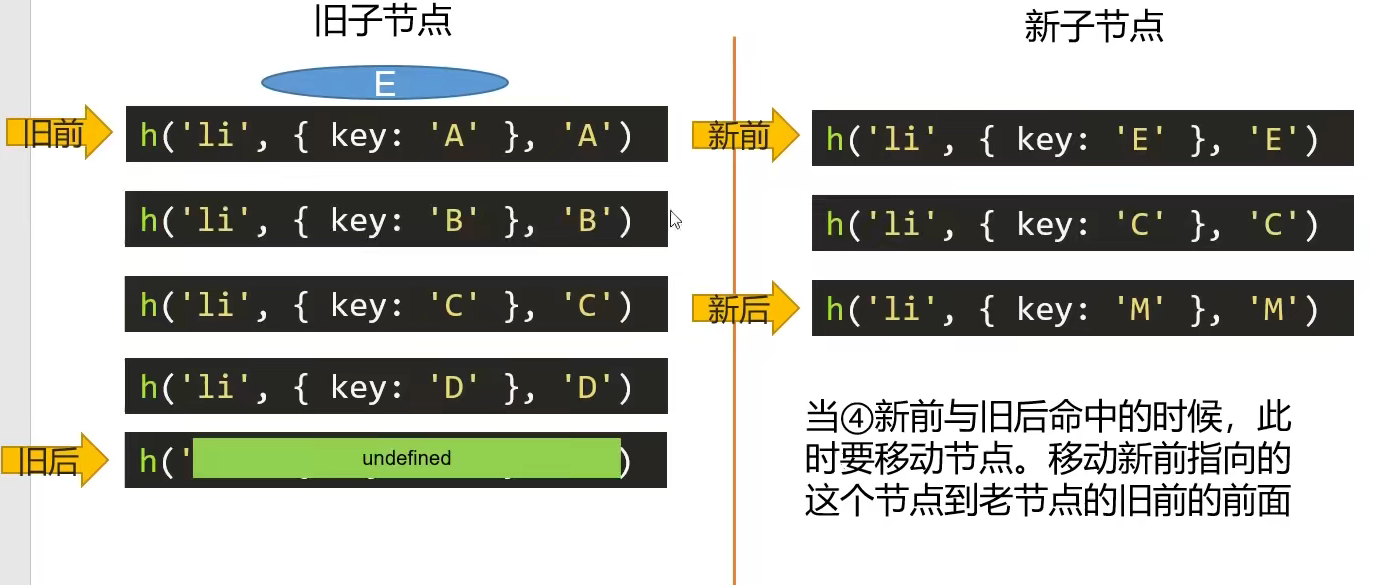 旧子节点
新子节点
E
旧前
h('li', { key: 'A' }, 'A')
新前
h('li', { key: 'E' }, 'E')
h('li', { key: 'B' }, 'B')
h('li', { key: 'C' }, 'C')
h('li', { key: 'C' }, 'C')
新后
h('li', { key: 'M' }, 'M')
h('li', { key: 'D' }, 'D')
旧后
h(' undefined )
当④新前与旧后命中的时候，此
时要移动节点。移动新前指向的
这个节点到老节点的旧前的前面